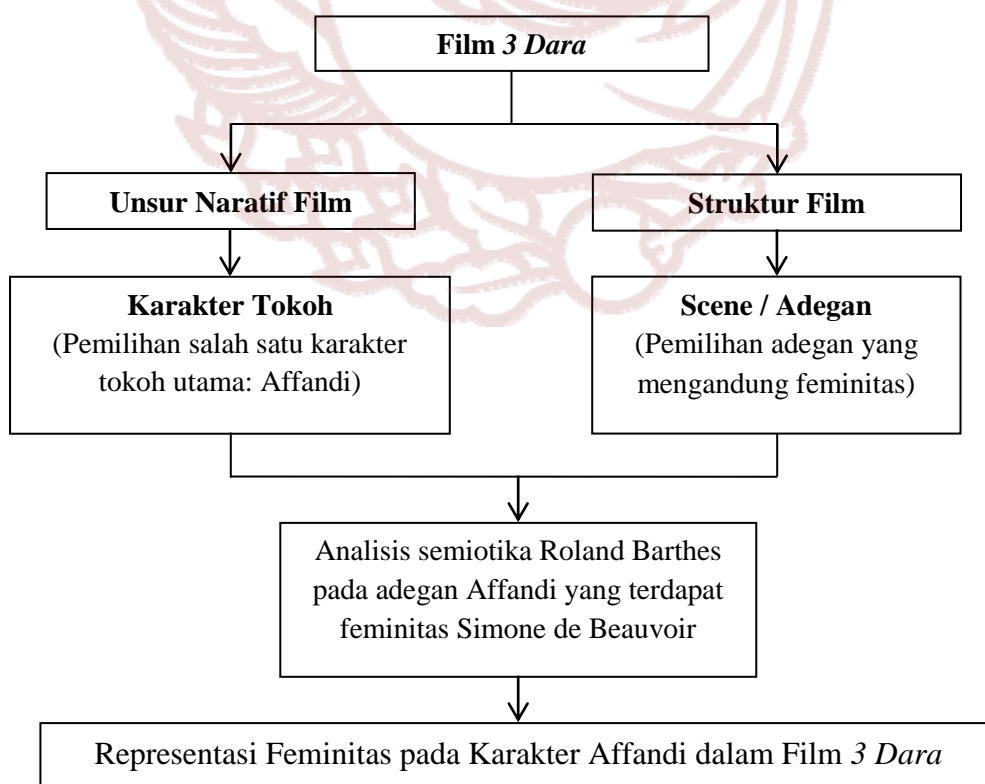 Film 3 Dara
Unsur Naratif Film
Struktur Film
Karakter Tokoh
(Pemilihan salah satu karakter
tokoh utama: Affandi)
Scene / Adegan
(Pemilihan adegan yang
mengandung feminitas)
Analisis semiotika Roland Barthes
pada adegan Affandi yang terdapat
feminitas Simone de Beauvoir
Representasi Feminitas pada Karakter Affandi dalam Film 3 Dara